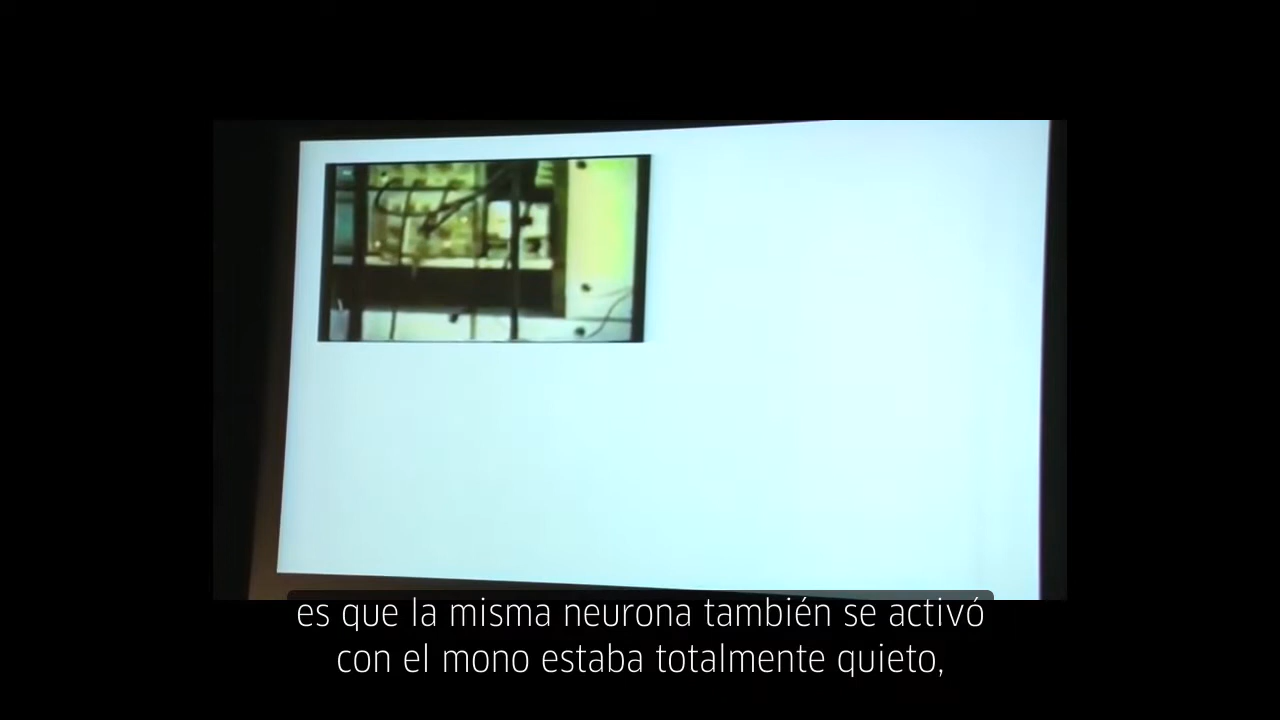 es que la misma neurona también se activó
con el mono estaba totalmente quieto,